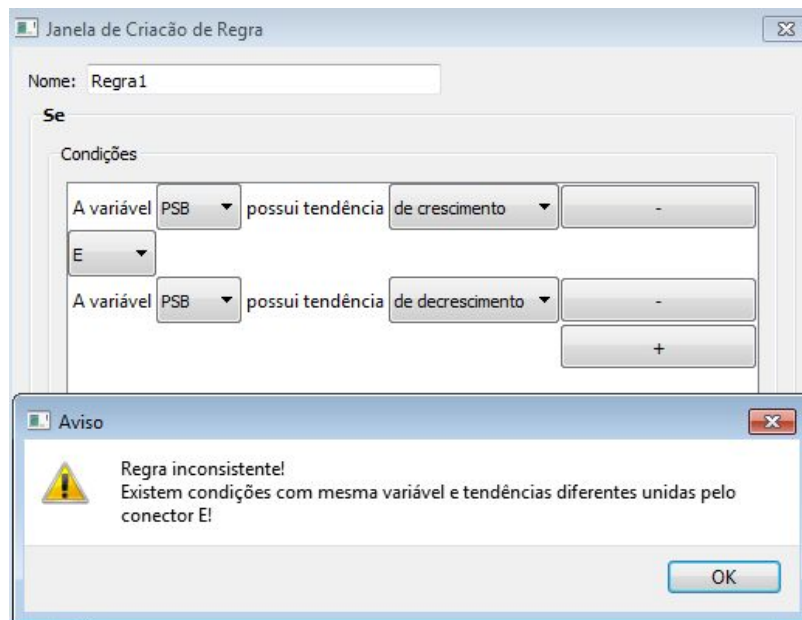 Janela de Criacão de Regra
Nome: Regra1
Se
Condições
A variável PSB possui tendência de crescimento -
E
A variável PSB possui tendência de decrescimento -
+
Aviso
Regra inconsistente!
Existem condições com mesma variável e tendências diferentes unidas pelo
conector E!
OK